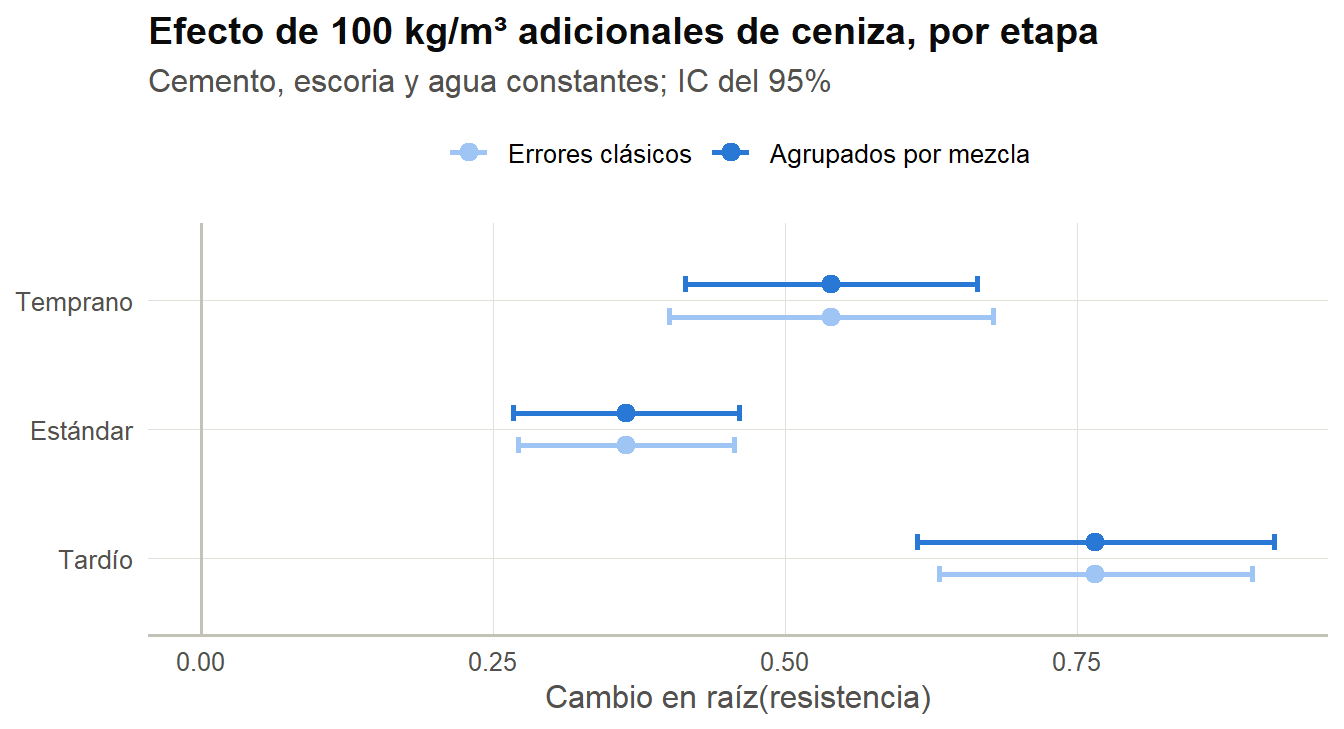 Efecto de 100 kg/m³ adicionales de ceniza, por etapa
Cemento, escoria y agua constantes; IC del 95%
Errores clásicos Agrupados por mezcla
Temprano
Estándar
Tardío
0.00 0.25 0.50 0.75
Cambio en raíz(resistencia)